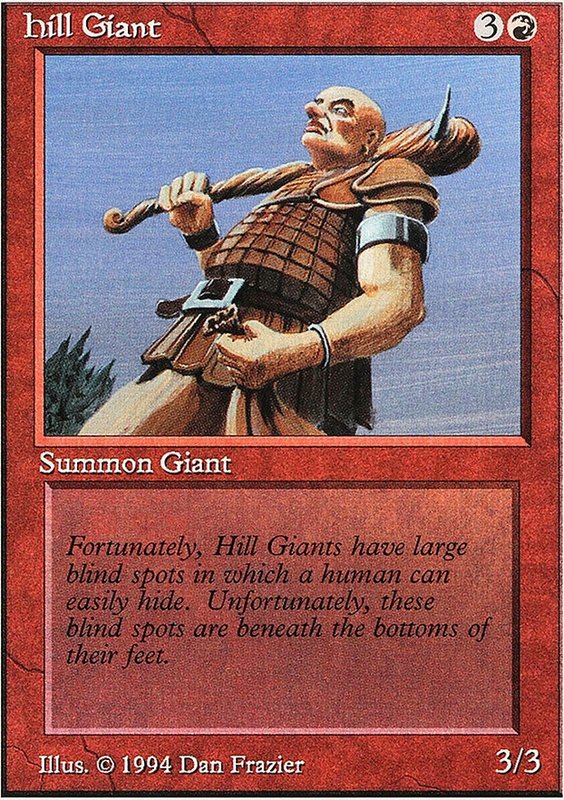 Hill Giant 3
Summon Giant
Fortunately, Hill Giants have large
blind spots in which a human can
easily hide. Unfortunately, these
blind spots are beneath the bottoms of
their feet.
Illus. © 1994 Dan Frazier 3/3